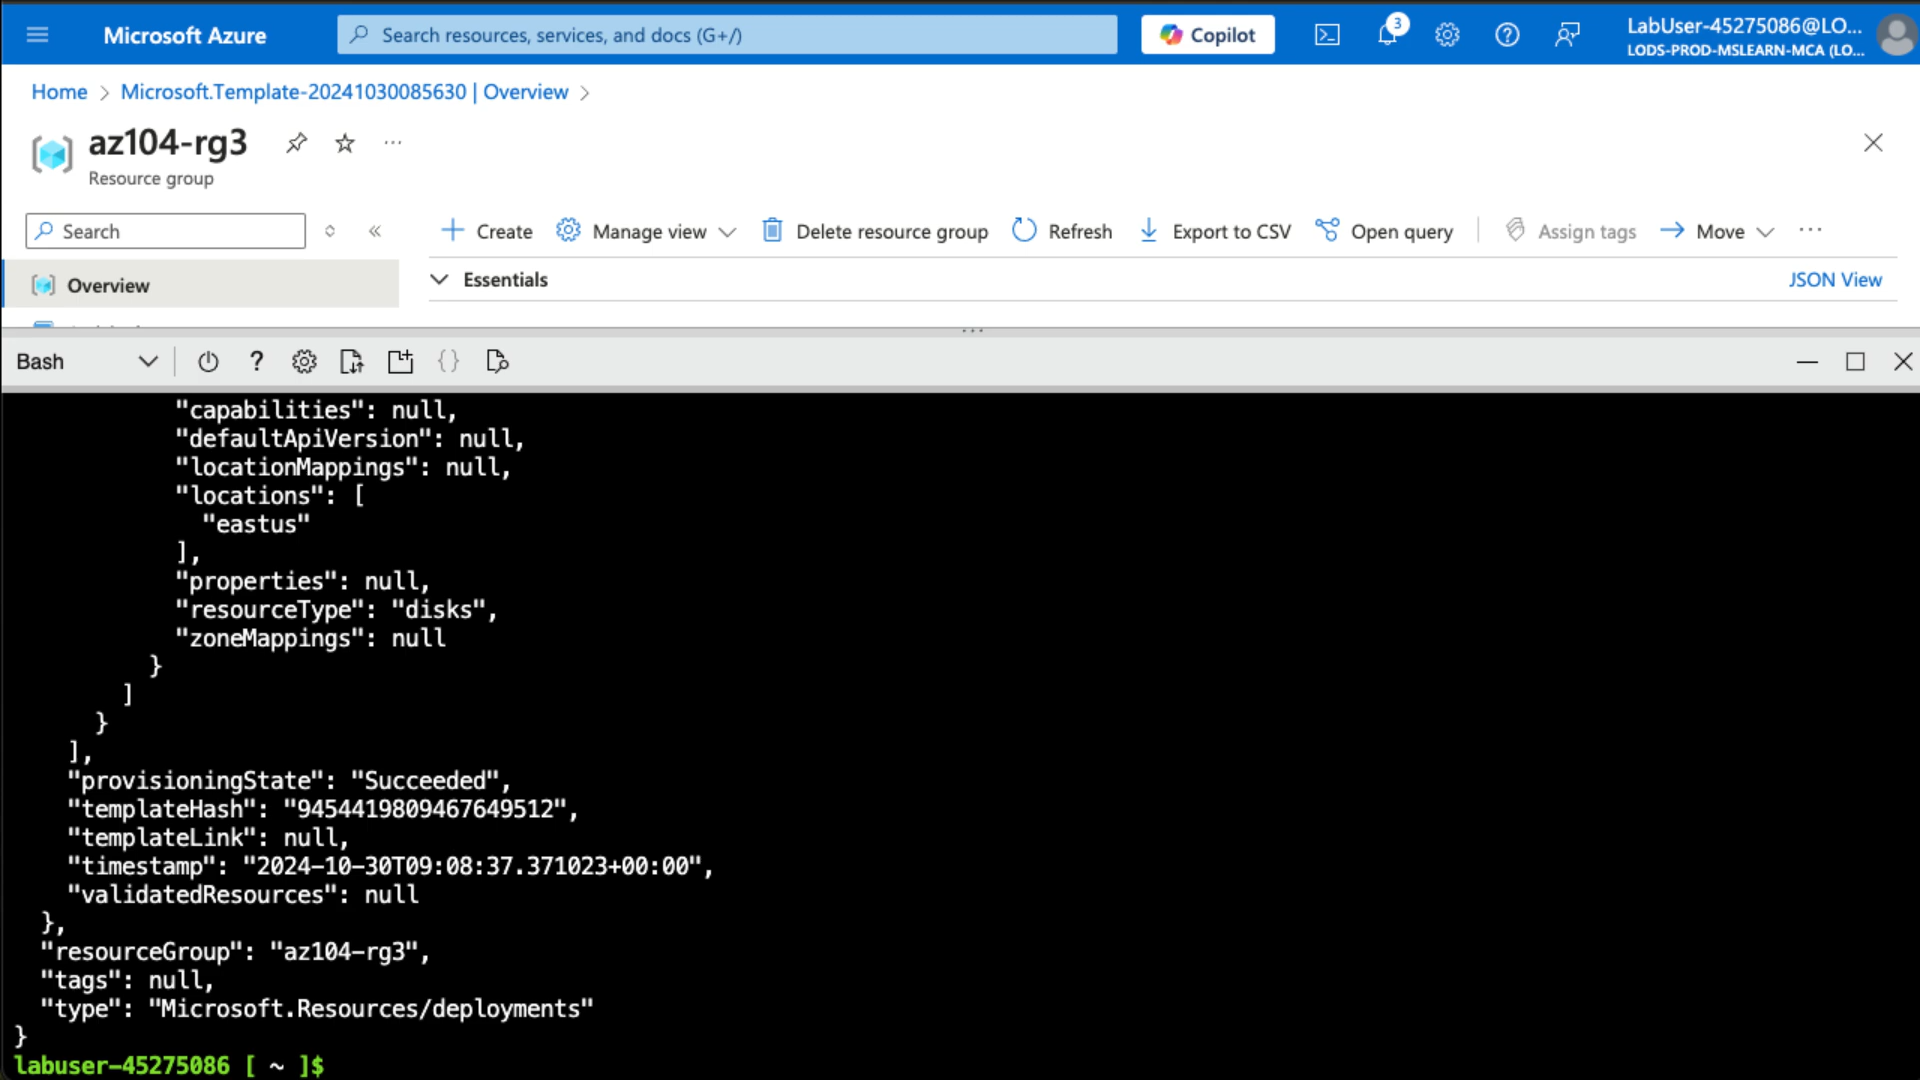 Microsoft Azure
Search resources, services, and docs (G+/)
Copilot
3
LabUser-45275086@LO...
LODS-PROD-MSLEARN-MCA (LO...
Home > Microsoft.Template-20241030085630 | Overview >
az104-rg3
Resource group
Search
Create
Manage view
Delete resource group
Refresh
Export to CSV
Open query
Assign tags
Move
Overview
Essentials
JSON View
Bash
"capabilities": null,
"defaultApiVersion": null,
"locationMappings": null,
"locations": [
"eastus"
],
"properties": null,
"resourceType": "disks",
"zoneMappings": null
}
]
}
],
"provisioningState": "Succeeded",
"templateHash": "9454419809467649512",
"templateLink": null,
"timestamp": "2024-10-30T09:08:37.371023+00:00",
"validatedResources": null
},
"resourceGroup": "az104-rg3",
"tags": null,
"type": "Microsoft.Resources/deployments"
}
labuser-45275086 [ ~ ]$